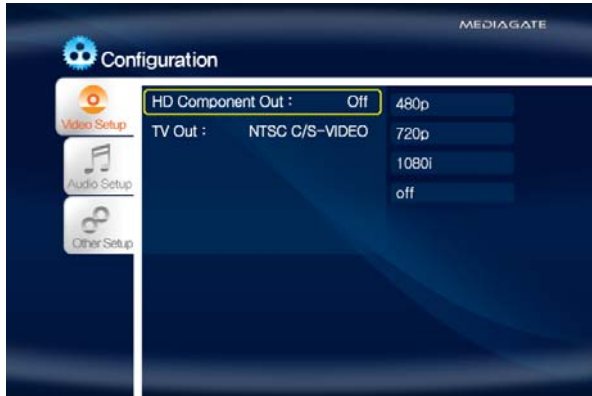 MEDIAGATE
Configuration
Video Setup
Audio Setup
Other Setup
HD Component Out : Off
TV Out : NTSC C/S-VIDEO
480p
720p
1080i
off